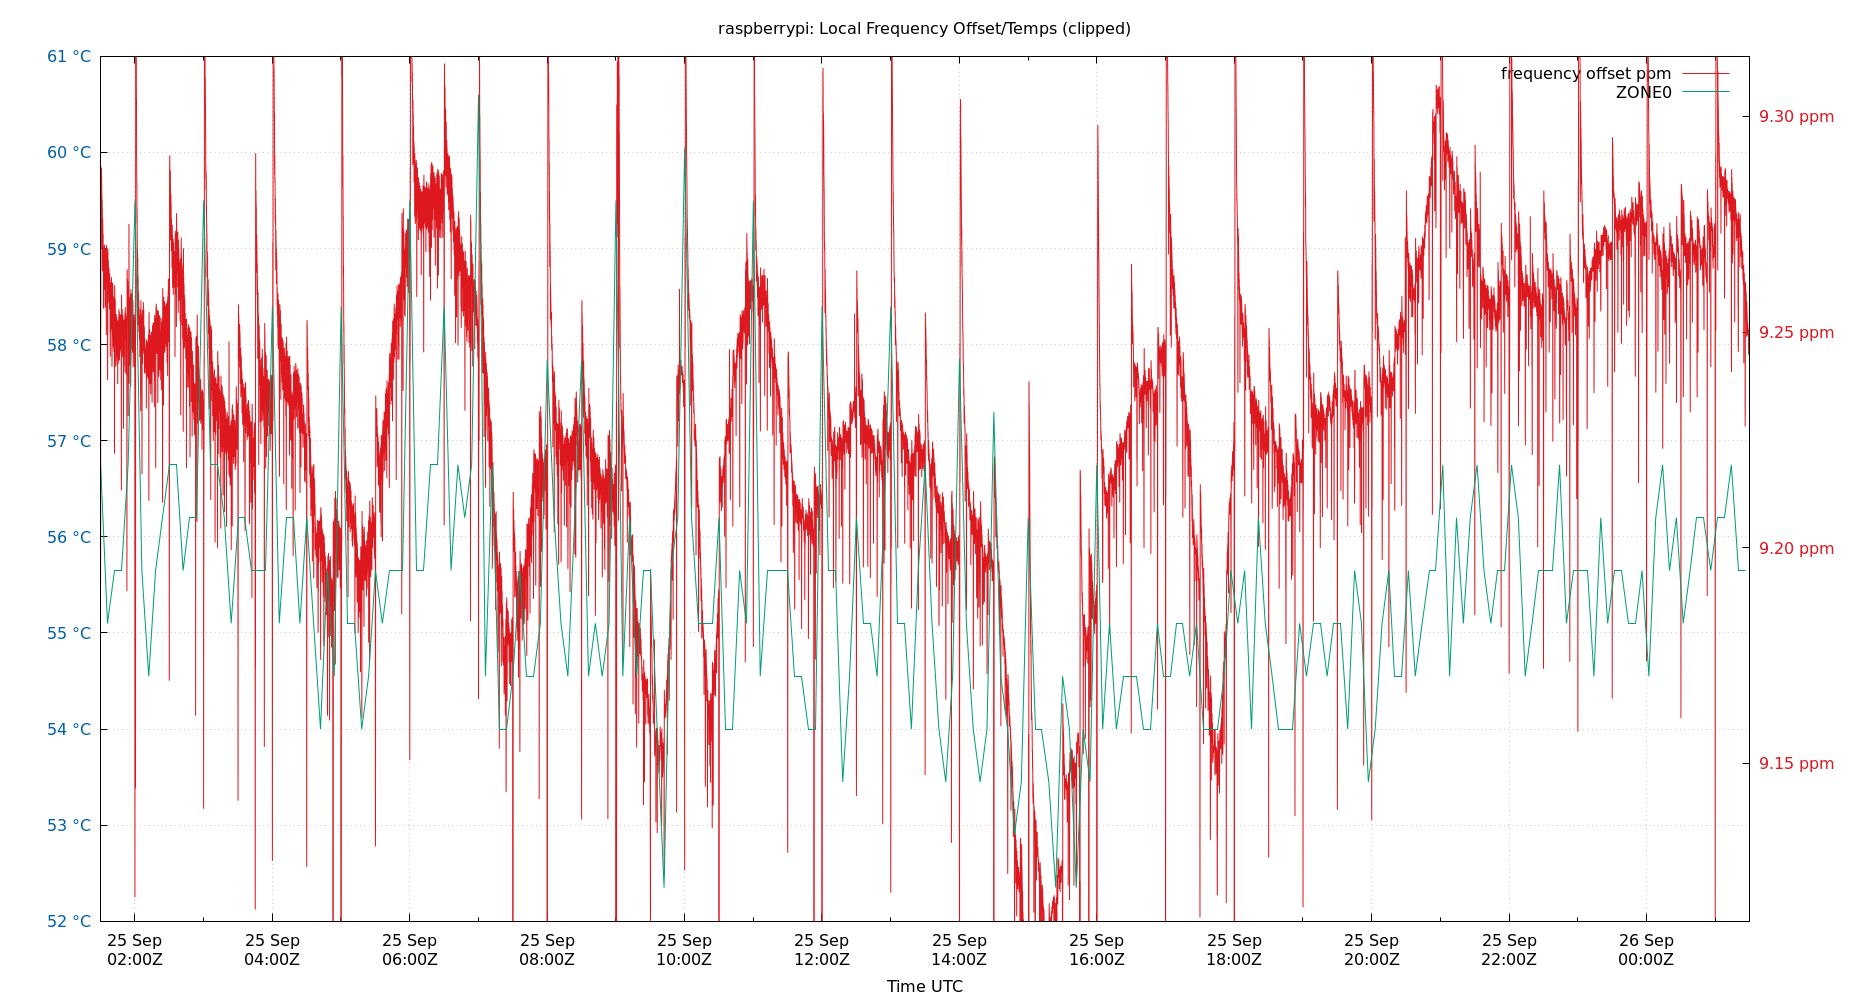 raspberrypi: Local Frequency Offset/Temps (clipped)
frequency offset ppm
ZONE0
61 °C
60 °C
59 °C
58 °C
57 °C
56 °C
55 °C
54 °C
53 °C
52 °C
9.30 ppm
9.25 ppm
9.20 ppm
9.15 ppm
25 Sep 25 Sep 25 Sep 25 Sep 25 Sep 25 Sep 25 Sep 25 Sep 25 Sep 25 Sep 25 Sep 26 Sep
02:00Z 04:00Z 06:00Z 08:00Z 10:00Z 12:00Z 14:00Z 16:00Z 18:00Z 20:00Z 22:00Z 00:00Z
Time UTC